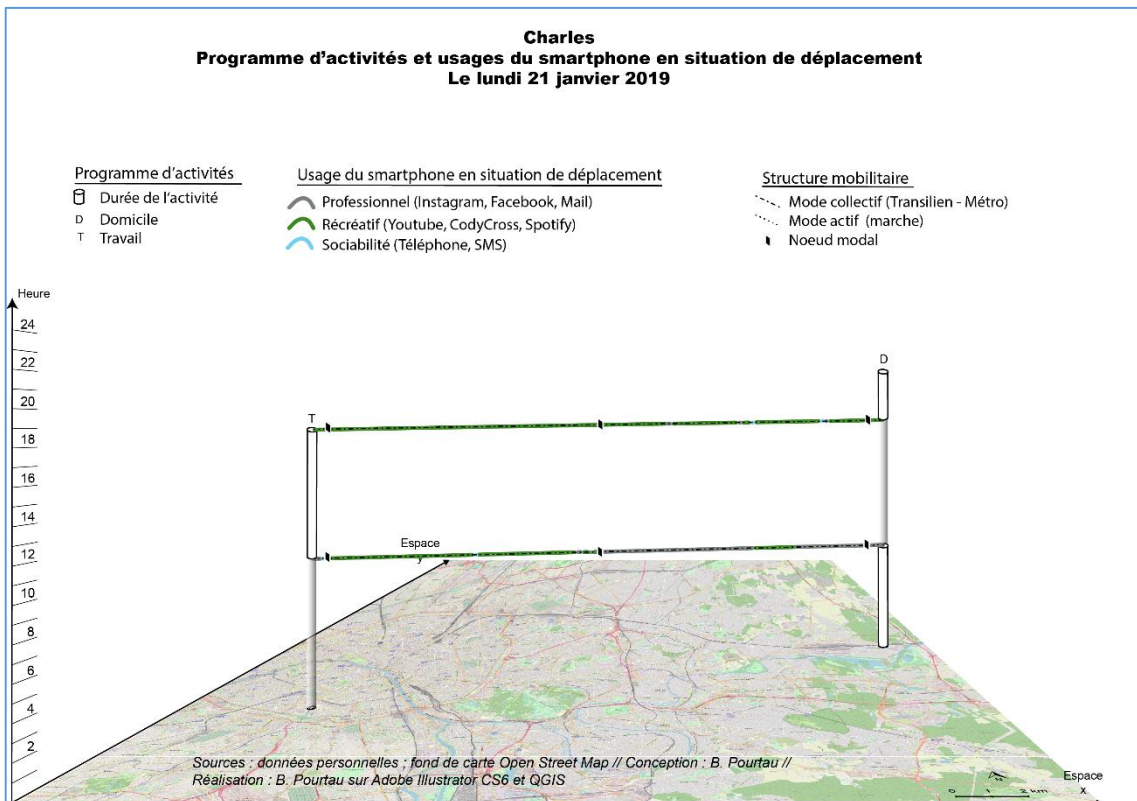 Charles
Programme d'activités et usages du smartphone en situation de déplacement
Le lundi 21 janvier 2019
Programme d'activités
Durée de l'activité
D Domicile
T Travail
Usage du smartphone en situation de déplacement
Professionnel (Instagram, Facebook, Mail)
Récréatif (Youtube, CodyCross, Spotify)
Sociabilité (Téléphone, SMS)
Structure mobilitaire
Mode collectif (Transilien - Métro)
Mode actif (marche)
Noeud modal
Heure
24
22
20
18
16
14
12
10
8
6
4
2
T
D
Espace
y
Sources : données personnelles ; fond de carte Open Street Map // Conception : B. Pourtau //
Réalisation : B. Pourtau sur Adobe Illustrator CS6 et QGIS
N
0 1 2 km
Espace
X